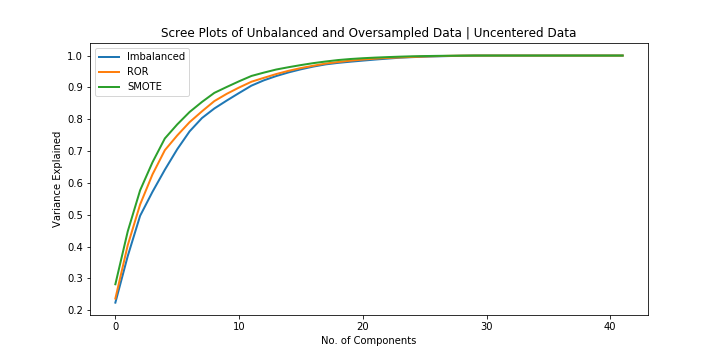 Scree Plots of Unbalanced and Oversampled Data | Uncentered Data
Imbalanced
ROR
SMOTE
Variance Explained
1.0
0.9
0.8
0.7
0.6
0.5
0.4
0.3
0.2
0 10 20 30 40
No. of Components